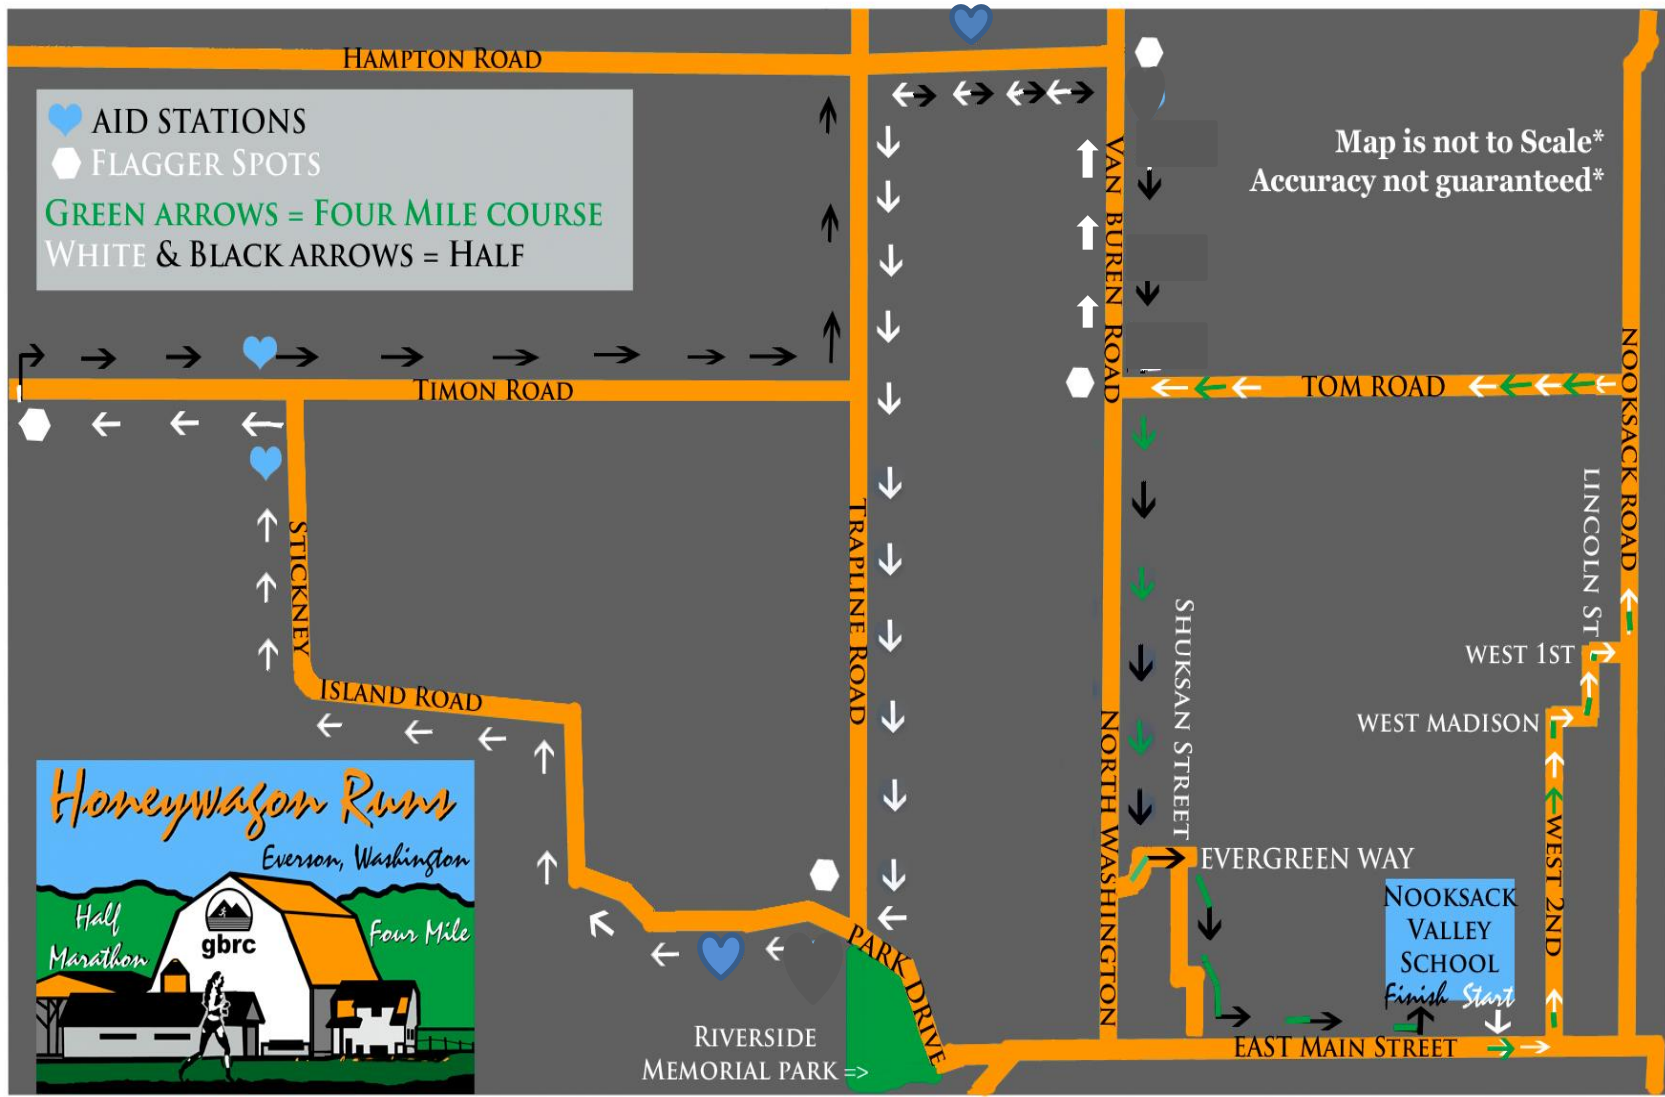 HAMPTON ROAD
AID STATIONS
FLAGGER SPOTS
GREEN ARROWS = FOUR MILE COURSE
WHITE & BLACK ARROWS = HALF
Map is not to Scale*
Accuracy not guaranteed*
VAN BUREN ROAD
NOOKSACK ROAD
TIMON ROAD
TOM ROAD
LINCOLN ST
STICKNEY
TRAPLINE ROAD
SHUKSAN STREET
WEST 1ST
ISLAND ROAD
WEST MADISON
NORTH WASHINGTON
Honeywagon Runs
Everson, Washington
Half
Marathon
gbrc
Four Mile
EVERGREEN WAY
WEST 2ND
NOOKSACK
VALLEY
SCHOOL
Finish Start
PARK DRIVE
RIVERSIDE
MEMORIAL PARK =>
EAST MAIN STREET